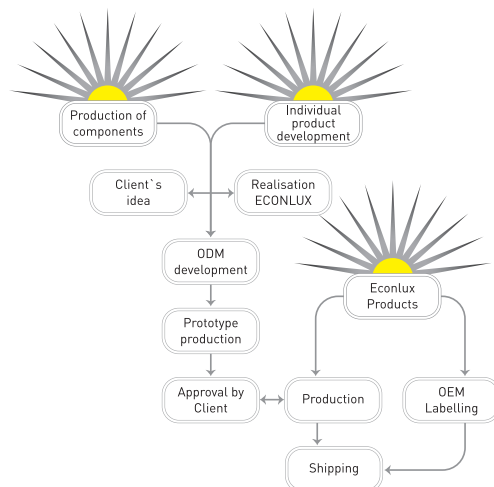 Production of
components
Individual
product
development
Client`s
idea
Realisation
ECONLUX
ODM
development
Econlux
Products
Prototype
production
Approval by
Client
Production
OEM
Labelling
Shipping